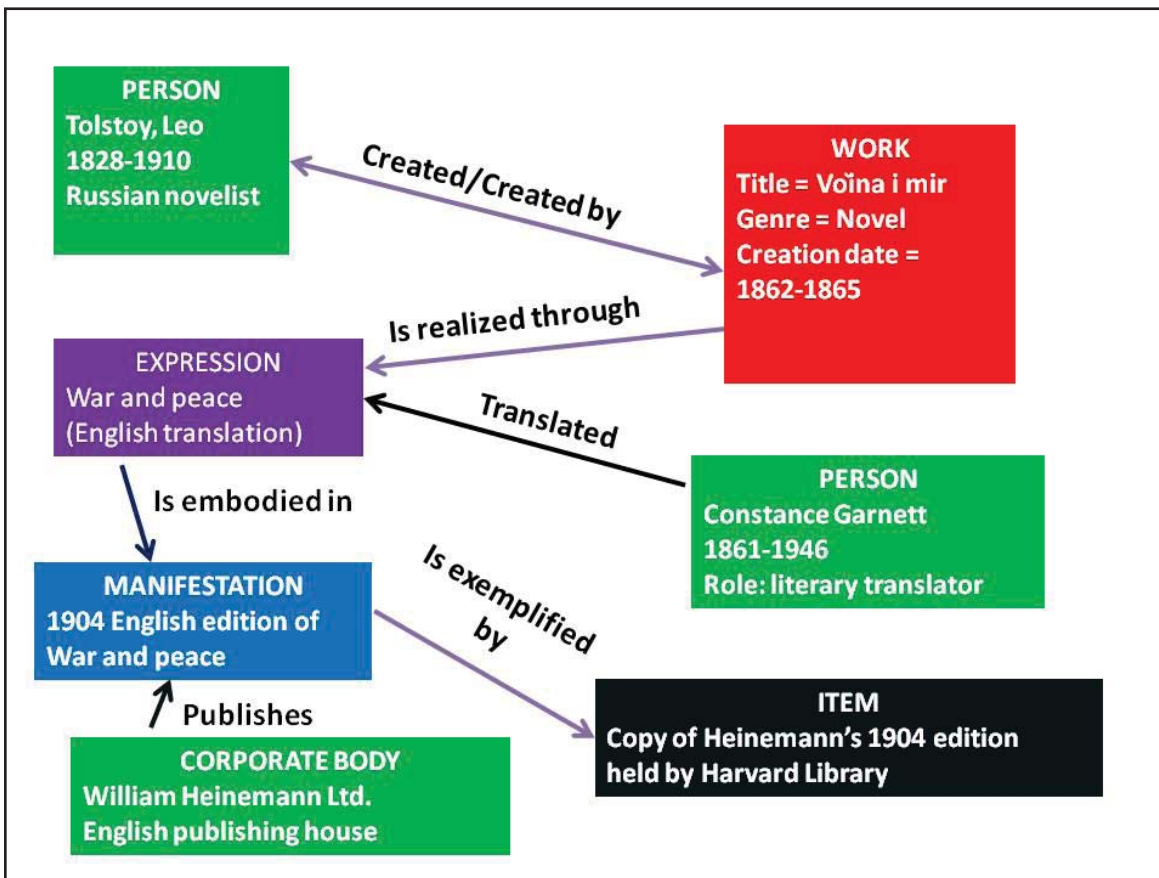 PERSON
Tolstoy, Leo
1828-1910
Russian novelist
Created/Created by
WORK
Title = Voĭna i mir
Genre = Novel
Creation date =
1862-1865
Is realized through
EXPRESSION
War and peace
(English translation)
Translated
PERSON
Constance Garnett
1861-1946
Role: literary translator
Is embodied in
MANIFESTATION
1904 English edition of
War and peace
Is exemplified
by
Publishes
CORPORATE BODY
William Heinemann Ltd.
English publishing house
ITEM
Copy of Heinemann’s 1904 edition
held by Harvard Library